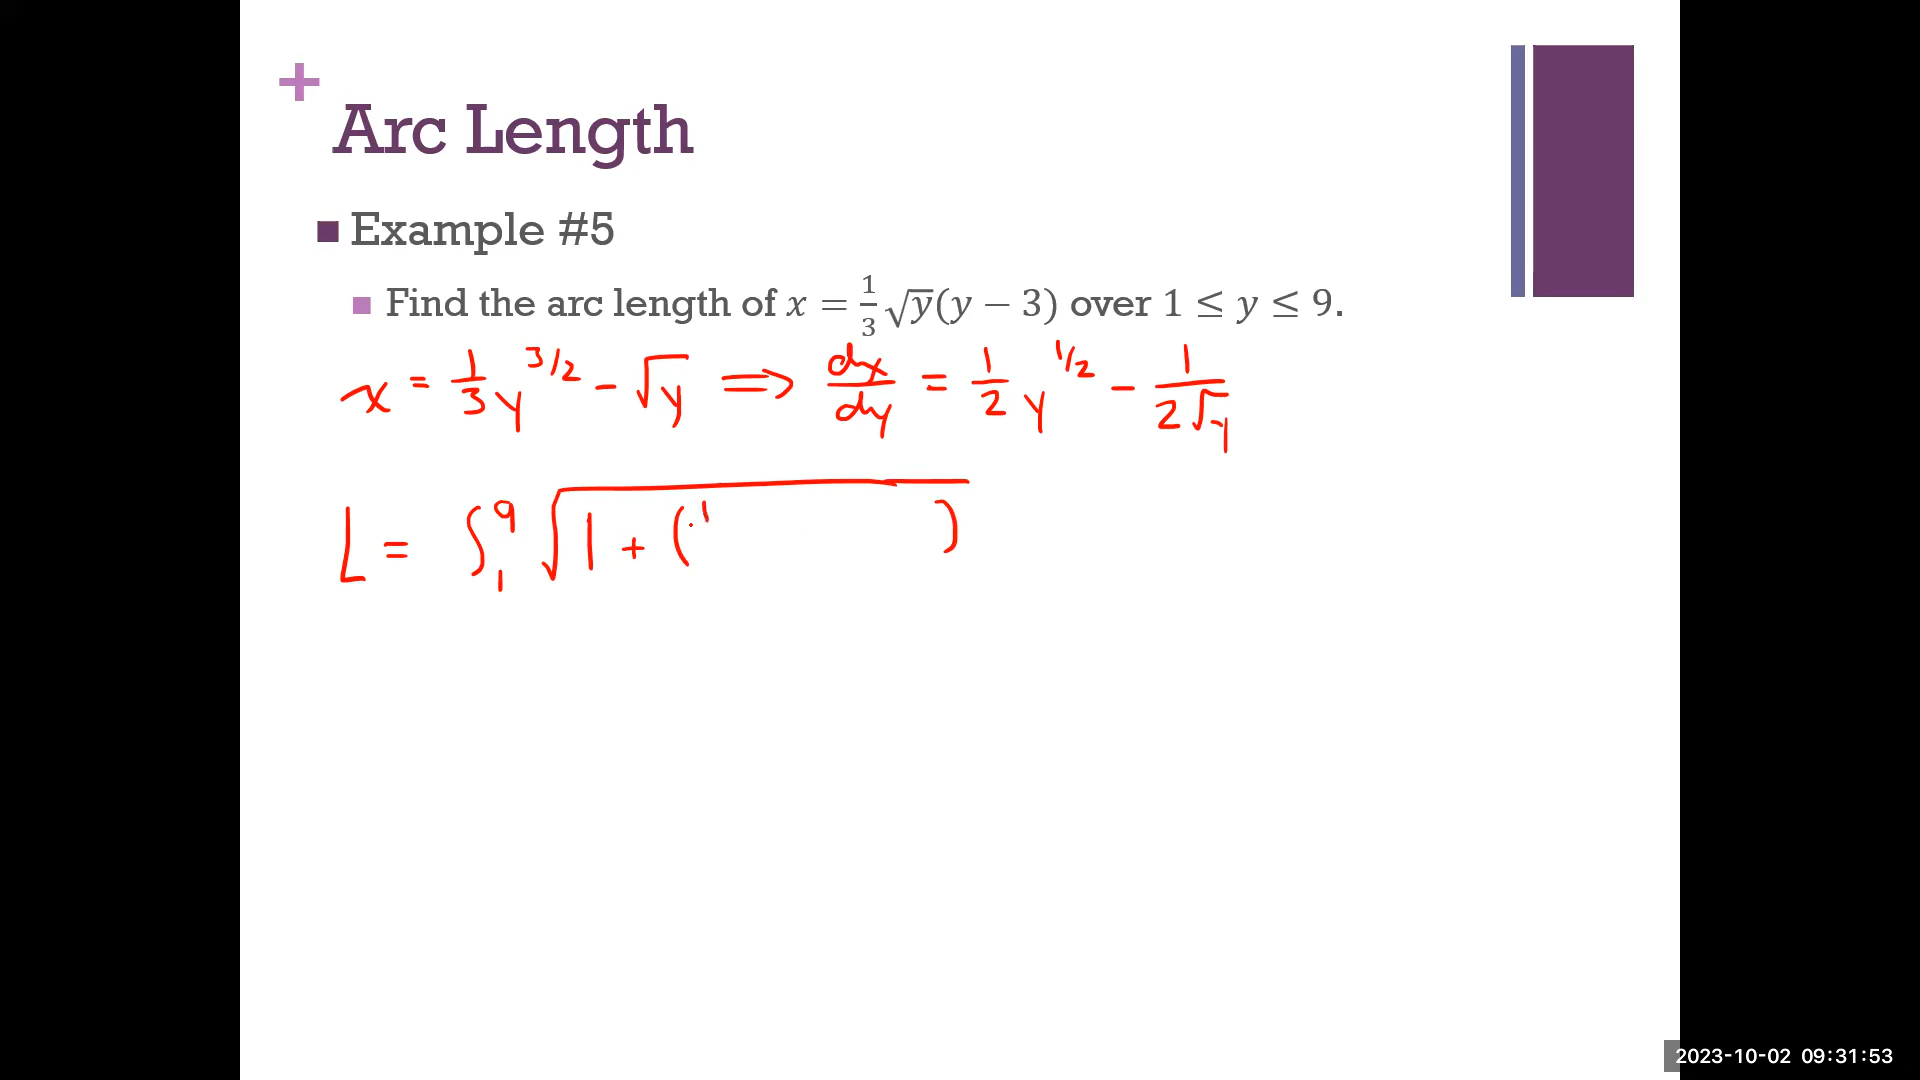 +
Arc Length
Example #5
Find the arc length of x = 1/3 √y(y − 3) over 1 ≤ y ≤ 9.
x = 1/3 y^3/2 − √y ⟹ dx/dy = 1/2 y^1/2 − 1/(2√y)
L = ∫_1^9 √(1 + (1 ))
2023-10-02 09:31:53